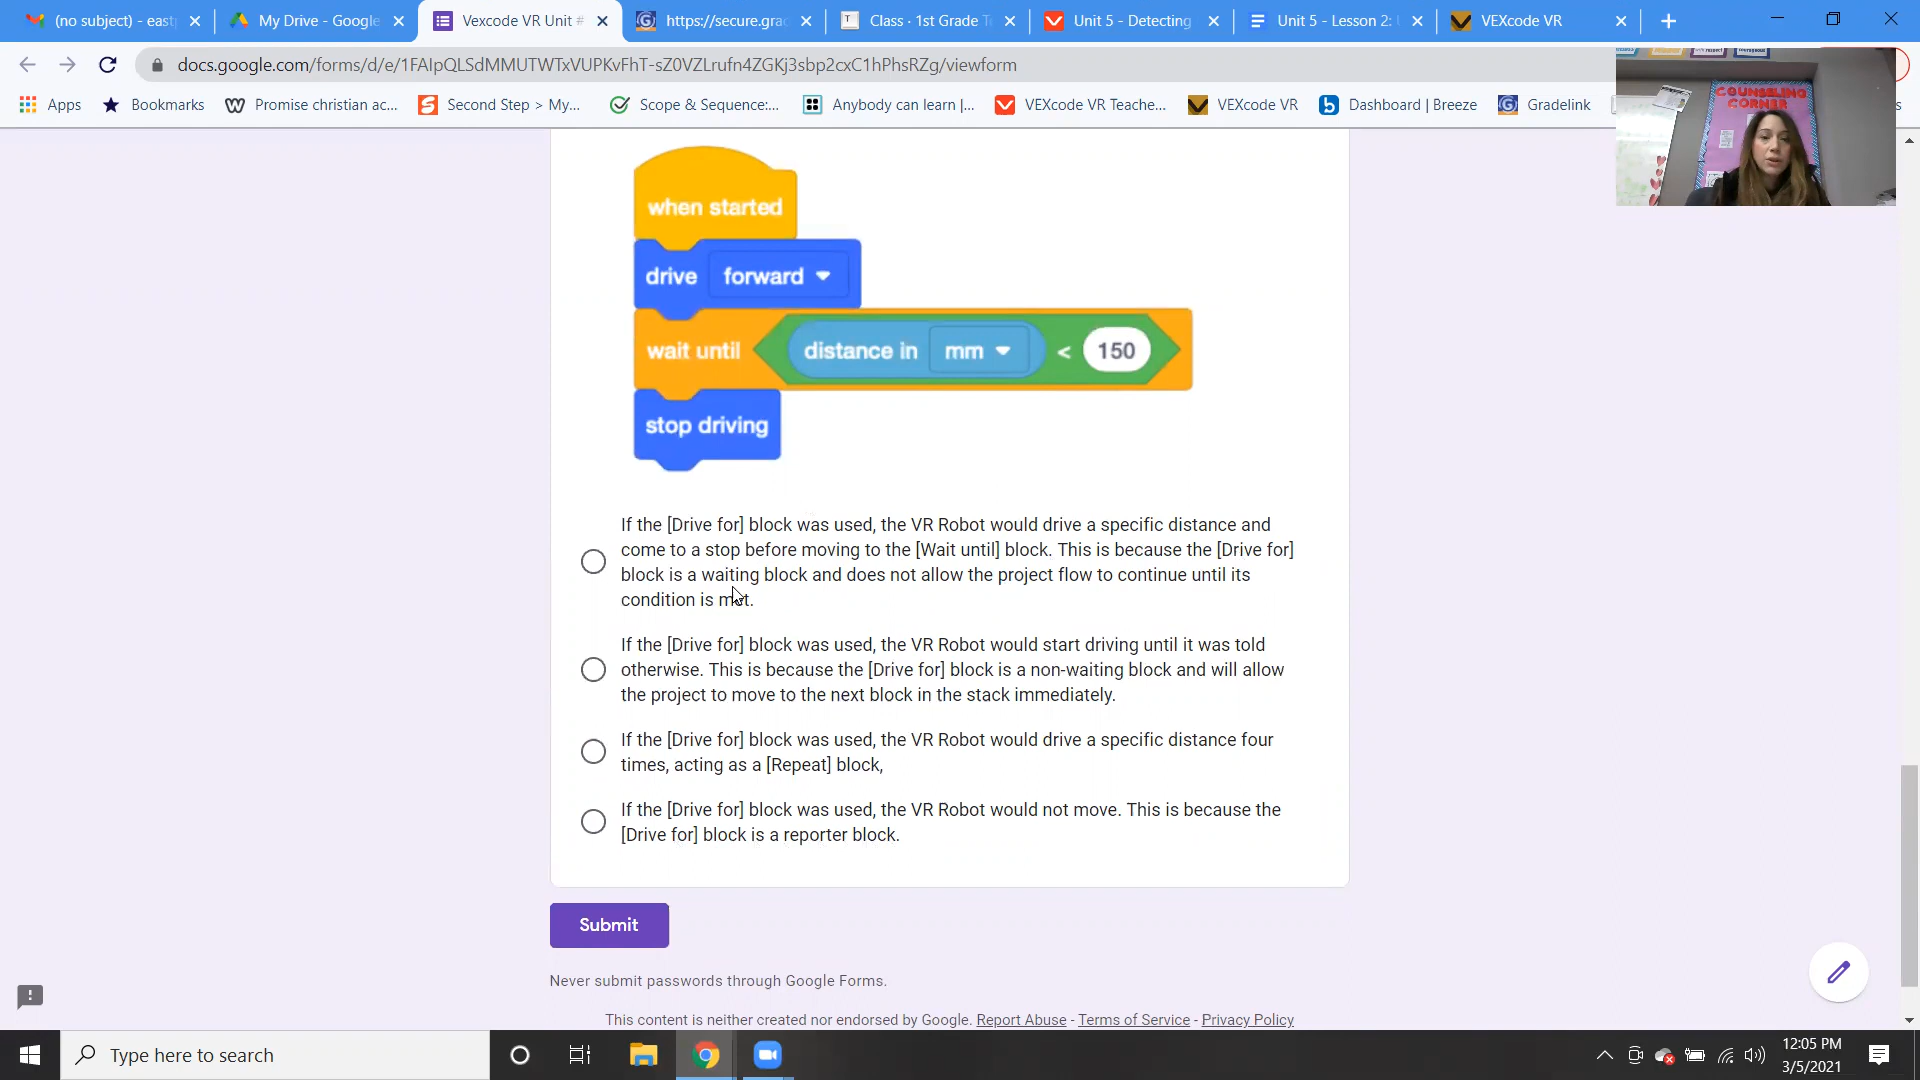 (no subject) - east
My Drive - Google
Vexcode VR Unit #
https://secure.grad
Class · 1st Grade T
Unit 5 - Detecting
Unit 5 - Lesson 2:
VEXcode VR
docs.google.com/forms/d/e/1FAIpQLSdMMUTWTxVUPKvFhT-sZ0VZLrufn4ZGKj3sbp2cxC1hPhsRZg/viewform
Apps
Bookmarks
Promise christian ac...
Second Step > My...
Scope & Sequence:...
Anybody can learn |...
VEXcode VR Teache...
VEXcode VR
Dashboard | Breeze
Gradelink
COUNSELING
CORNER
when started
drive forward
wait until distance in mm < 150
stop driving
If the [Drive for] block was used, the VR Robot would drive a specific distance and
come to a stop before moving to the [Wait until] block. This is because the [Drive for]
block is a waiting block and does not allow the project flow to continue until its
condition is met.
If the [Drive for] block was used, the VR Robot would start driving until it was told
otherwise. This is because the [Drive for] block is a non-waiting block and will allow
the project to move to the next block in the stack immediately.
If the [Drive for] block was used, the VR Robot would drive a specific distance four
times, acting as a [Repeat] block,
If the [Drive for] block was used, the VR Robot would not move. This is because the
[Drive for] block is a reporter block.
Submit
Never submit passwords through Google Forms.
This content is neither created nor endorsed by Google. Report Abuse - Terms of Service - Privacy Policy
Type here to search
12:05 PM
3/5/2021